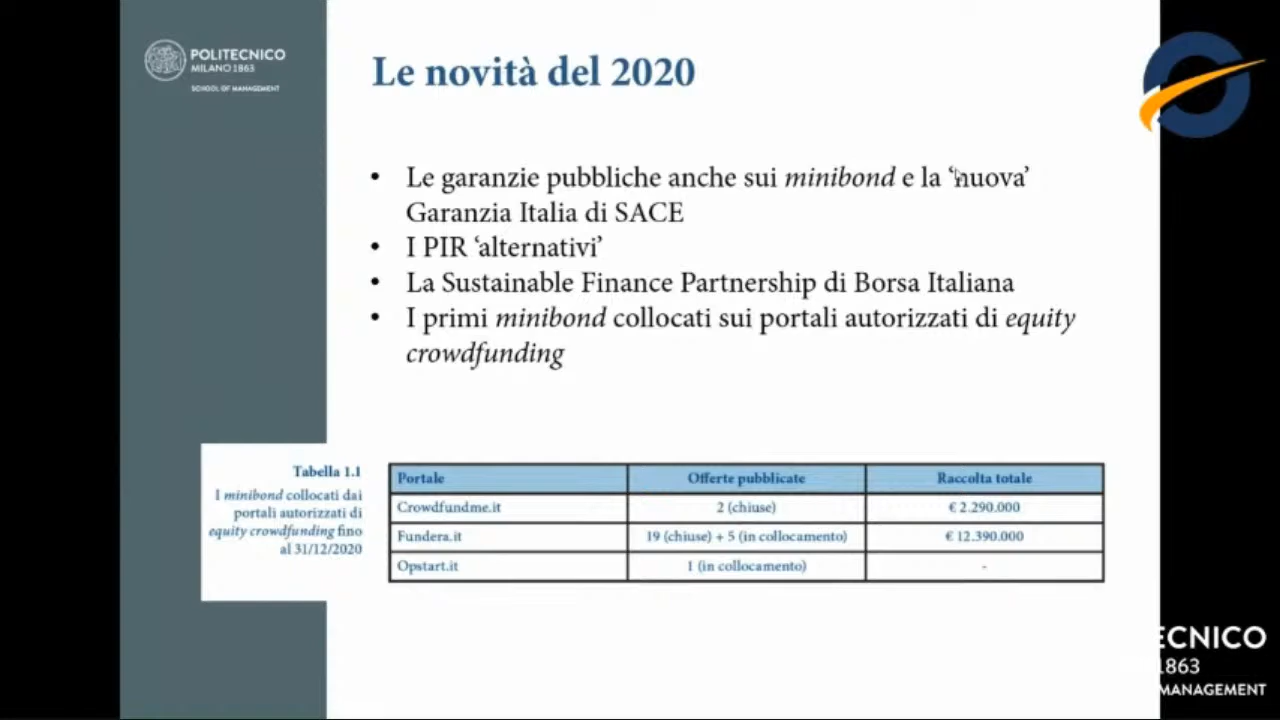 POLITECNICO
MILANO 1863
SCHOOL OF MANAGEMENT
Le novità del 2020
• Le garanzie pubbliche anche sui minibond e la ‘nuova’
Garanzia Italia di SACE
• I PIR ‘alternativi’
• La Sustainable Finance Partnership di Borsa Italiana
• I primi minibond collocati sui portali autorizzati di equity
crowdfunding
Tabella 1.1
I minibond collocati dai
portali autorizzati di
equity crowdfunding fino
al 31/12/2020
Portale Offerte pubblicate Raccolta totale
Crowdfundme.it 2 (chiuse) € 2.290.000
Fundera.it 19 (chiuse) + 5 (in collocamento) € 12.390.000
Opstart.it 1 (in collocamento) -
ECNICO
1863
MANAGEMENT